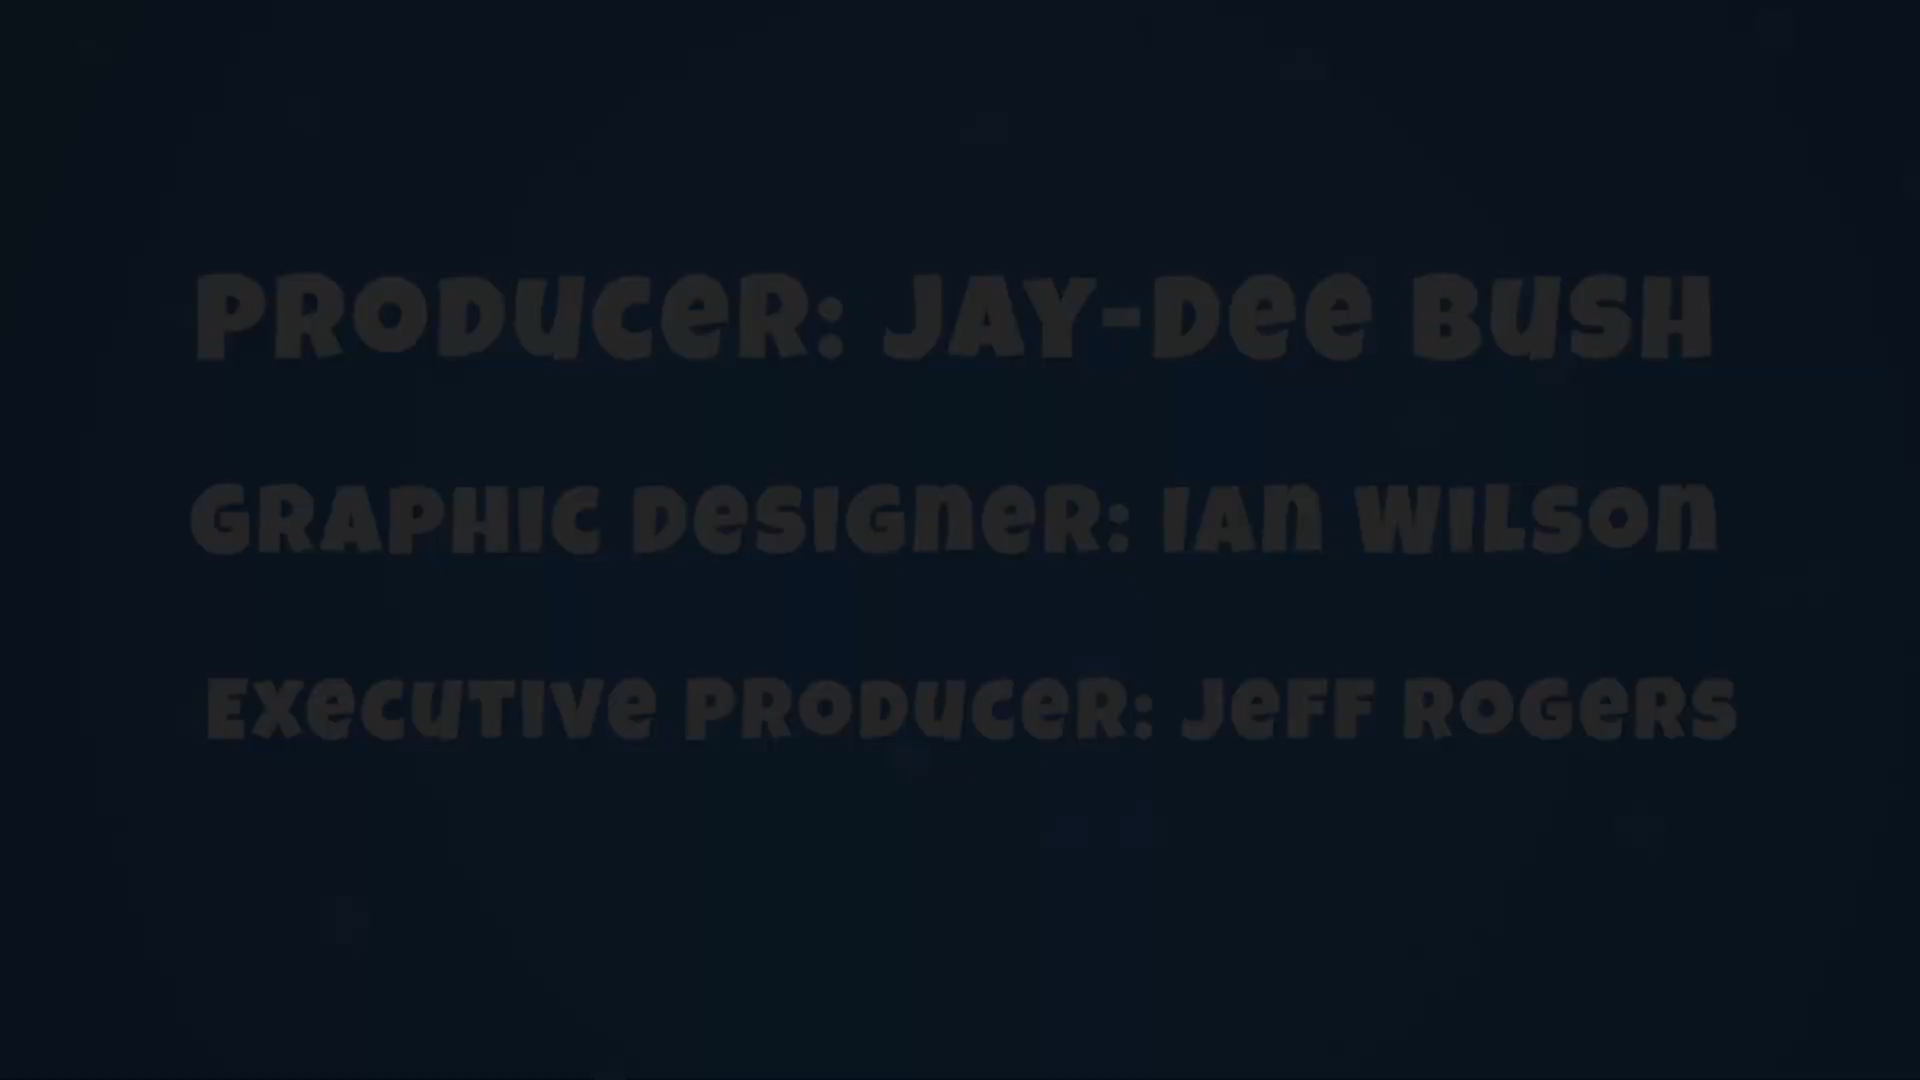 Producer: Jay-Dee Bush
Graphic Designer: Ian Wilson
Executive Producer: Jeff Rogers